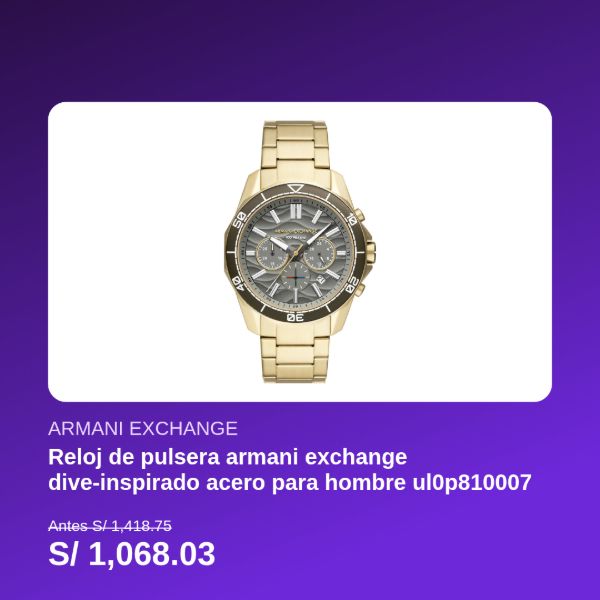 ARMANI EXCHANGE
Reloj de pulsera armani exchange
dive-inspirado acero para hombre ul0p810007
Antes S/ 1,418.75
S/ 1,068.03